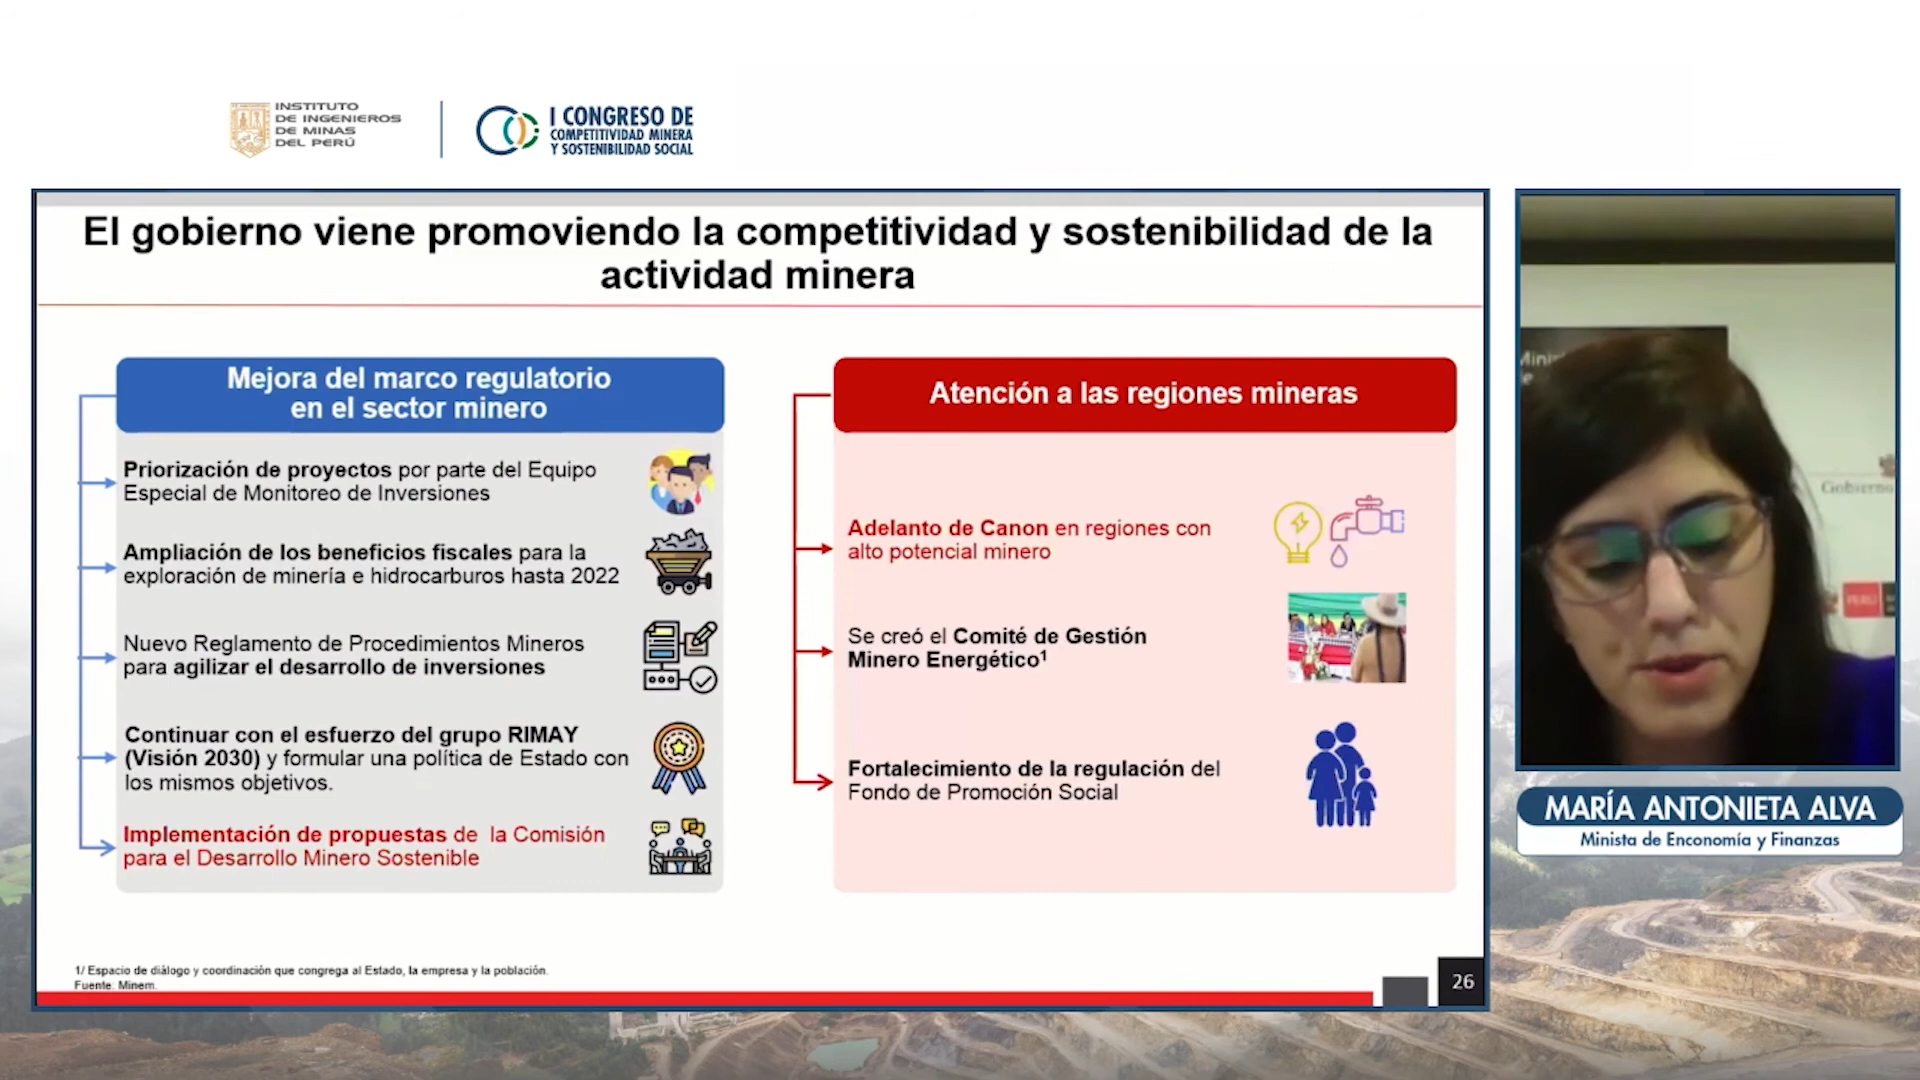 INSTITUTO
DE INGENIEROS
DE MINAS
DEL PERÚ
I CONGRESO DE
COMPETITIVIDAD MINERA
Y SOSTENIBILIDAD SOCIAL
El gobierno viene promoviendo la competitividad y sostenibilidad de la
actividad minera
Mejora del marco regulatorio
en el sector minero
Priorización de proyectos por parte del Equipo
Especial de Monitoreo de Inversiones
Ampliación de los beneficios fiscales para la
exploración de minería e hidrocarburos hasta 2022
Nuevo Reglamento de Procedimientos Mineros
para agilizar el desarrollo de inversiones
Continuar con el esfuerzo del grupo RIMAY
(Visión 2030) y formular una política de Estado con
los mismos objetivos.
Implementación de propuestas de la Comisión
para el Desarrollo Minero Sostenible
Atención a las regiones mineras
Adelanto de Canon en regiones con
alto potencial minero
Se creó el Comité de Gestión
Minero Energético¹
Fortalecimiento de la regulación del
Fondo de Promoción Social
1/ Espacio de diálogo y coordinación que congrega al Estado, la empresa y la población.
Fuente: Minem.
26
Gobierno
PERÚ
MARÍA ANTONIETA ALVA
Minista de Enconomía y Finanzas